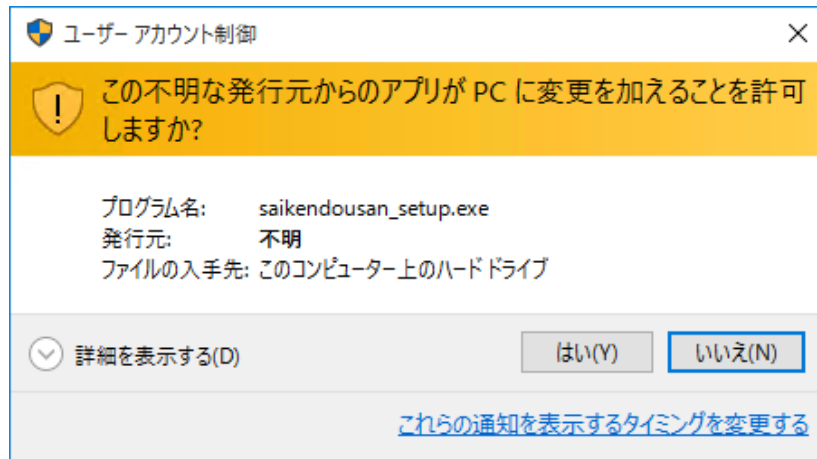 ユーザー アカウント制御
この不明な発行元からのアプリが PC に変更を加えることを許可
しますか?
プログラム名: saikendousan_setup.exe
発行元: 不明
ファイルの入手先: このコンピューター上のハード ドライブ
詳細を表示する(D)
はい(Y)
いいえ(N)
これらの通知を表示するタイミングを変更する